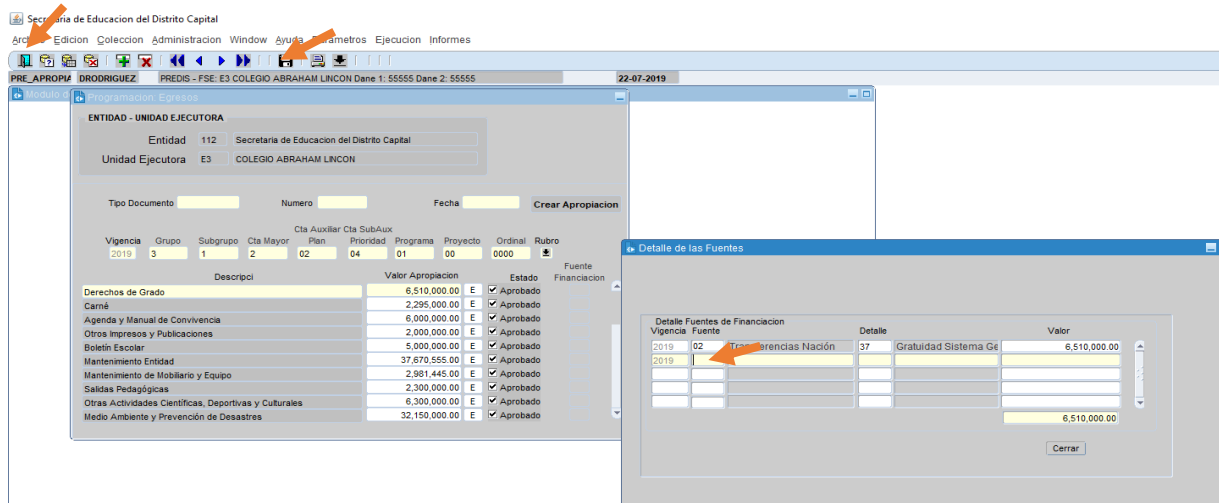 Secretaria de Educacion del Distrito Capital
Edicion Coleccion Administracion Window Ayuda Parametros Ejecucion Informes
PRE_APROPIA DRODRIGUEZ PREDIS - FSE: E3 COLEGIO ABRAHAM LINCON Dane 1: 55555 Dane 2: 55555 22-07-2019
Modulo d
Programacion: Egresos
ENTIDAD - UNIDAD EJECUTORA
Entidad 112 Secretaria de Educacion del Distrito Capital
Unidad Ejecutora E3 COLEGIO ABRAHAM LINCON
Tipo Documento Numero Fecha Crear Apropiacion
Cta Auxiliar Cta SubAux
Vigencia Grupo Subgrupo Cta Mayor Plan Prioridad Programa Proyecto Ordinal Rubro
2019 3 1 2 02 04 01 00 0000
Descripci Valor Apropiacion Estado Fuente Financiacion
Derechos de Grado 6,510,000.00 E Aprobado
Carné 2,295,000.00 E Aprobado
Agenda y Manual de Convivencia 6,000,000.00 E Aprobado
Otros Impresos y Publicaciones 2,000,000.00 E Aprobado
Boletín Escolar 5,000,000.00 E Aprobado
Mantenimiento Entidad 37,670,555.00 E Aprobado
Mantenimiento de Mobiliario y Equipo 2,981,445.00 E Aprobado
Salidas Pedagógicas 2,300,000.00 E Aprobado
Otras Actividades Científicas, Deportivas y Culturales 6,300,000.00 E Aprobado
Medio Ambiente y Prevención de Desastres 32,150,000.00 E Aprobado
Detalle de las Fuentes
Detalle Fuentes de Financiacion
Vigencia Fuente Detalle Valor
2019 02 Transferencias Nación 37 Gratuidad Sistema Ge 6,510,000.00
2019
6,510,000.00
Cerrar